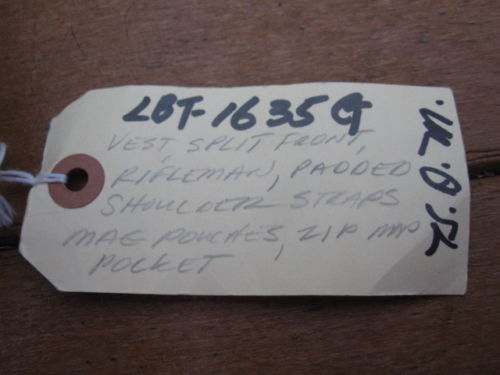 LBT-1635G
VEST, SPLIT FRONT,
RIFLEMAN, PADDED
SHOULDER STRAPS
MAG POUCHES, ZIP MAP
POCKET